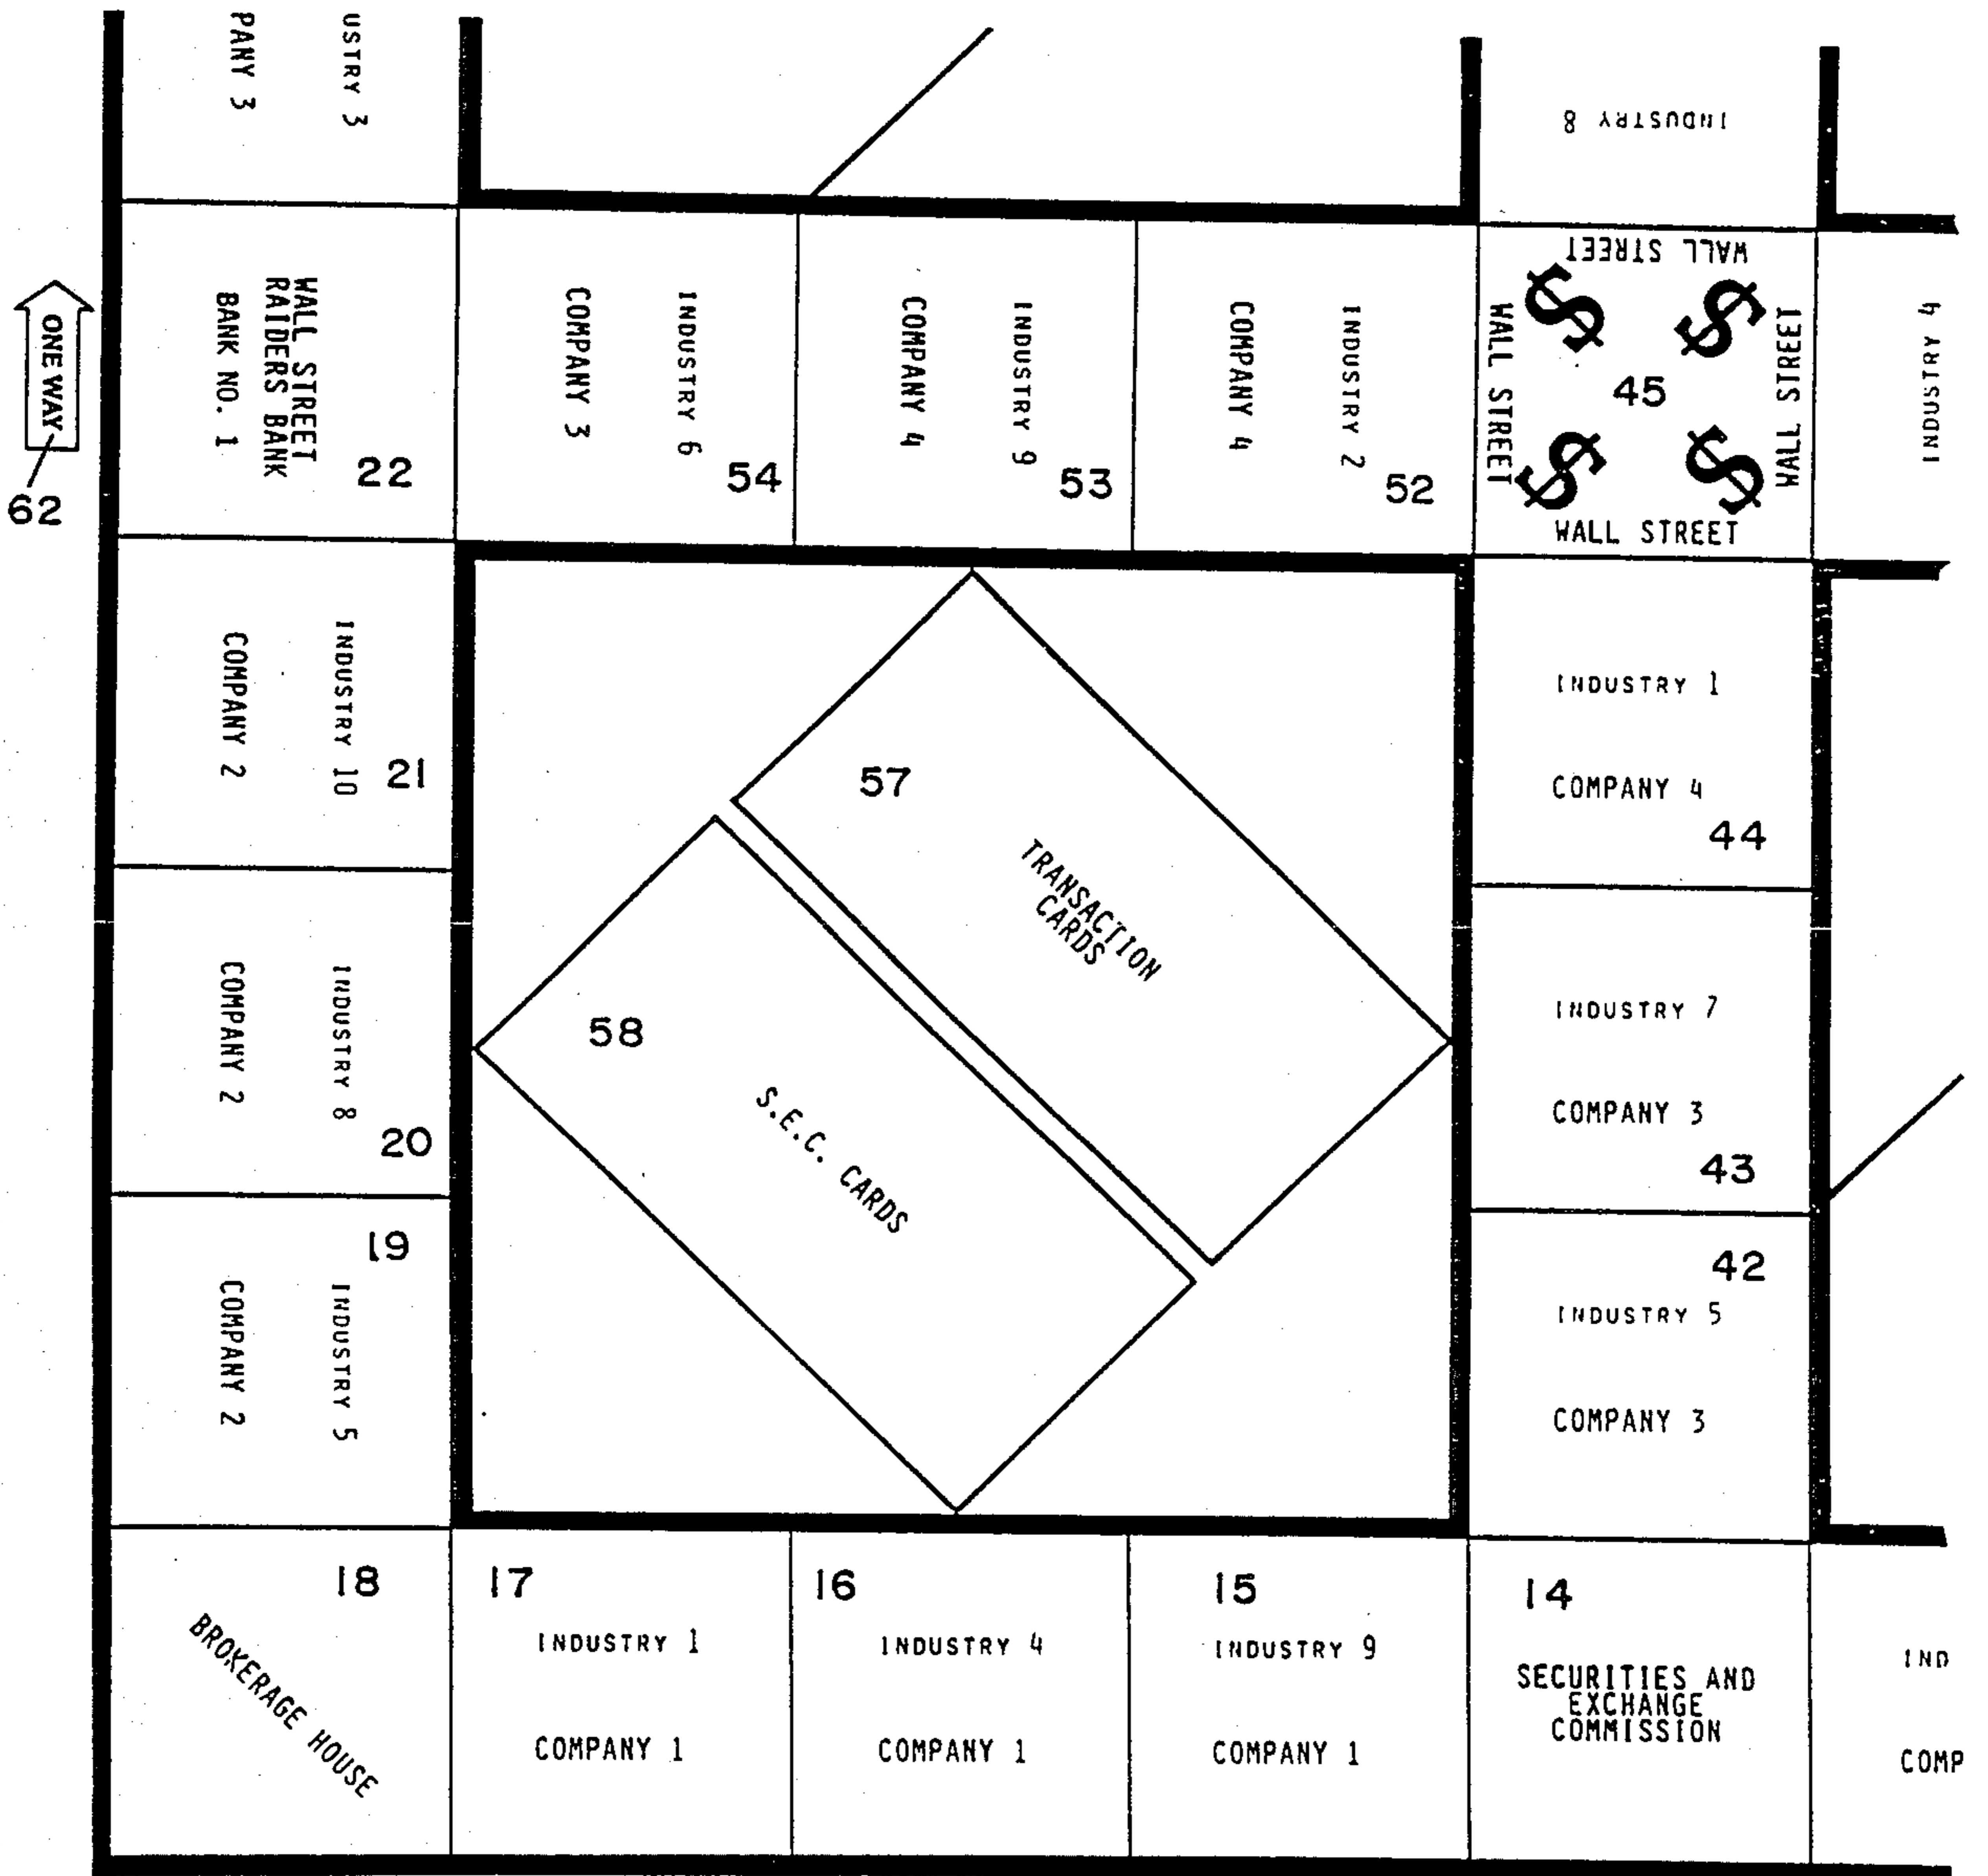 USTRY 3
PANY 3
INDUSTRY 8
ONE WAY
62
WALL STREET
RAIDERS BANK
BANK NO. 1
22
INDUSTRY 6
COMPANY 3
54
INDUSTRY 9
COMPANY 4
53
INDUSTRY 2
COMPANY 4
52
WALL STREET
WALL STREET
$ $
45
$ $
WALL STREET
WALL STREET
INDUSTRY 4
INDUSTRY 10
COMPANY 2
21
INDUSTRY 8
COMPANY 2
20
19
INDUSTRY 5
COMPANY 2
57
TRANSACTION
CARDS
58
S.E.C. CARDS
INDUSTRY 1
COMPANY 4
44
INDUSTRY 7
COMPANY 3
43
42
INDUSTRY 5
COMPANY 3
18
BROKERAGE HOUSE
17
INDUSTRY 1
COMPANY 1
16
INDUSTRY 4
COMPANY 1
15
INDUSTRY 9
COMPANY 1
14
SECURITIES AND
EXCHANGE
COMMISSION
IND
COMP